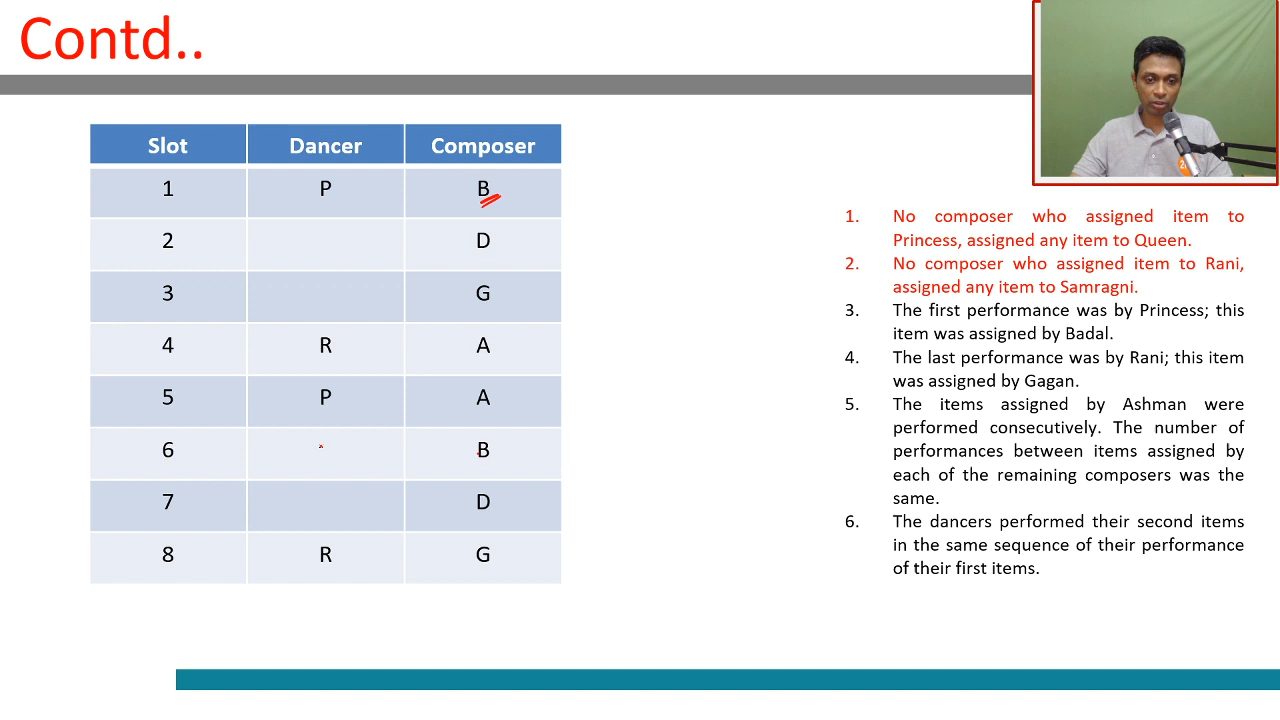 Contd..
Slot Dancer Composer
1 P B
2 D
3 G
4 R A
5 P A
6 B
7 D
8 R G
1. No composer who assigned item to
Princess, assigned any item to Queen.
2. No composer who assigned item to Rani,
assigned any item to Samragni.
3. The first performance was by Princess; this
item was assigned by Badal.
4. The last performance was by Rani; this item
was assigned by Gagan.
5. The items assigned by Ashman were
performed consecutively. The number of
performances between items assigned by
each of the remaining composers was the
same.
6. The dancers performed their second items
in the same sequence of their performance
of their first items.